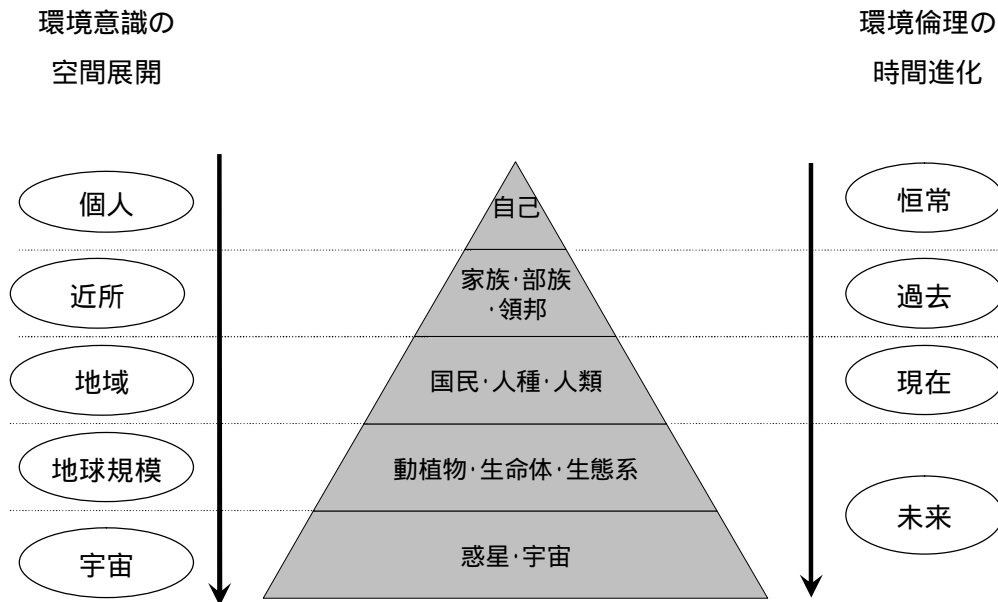 環境意識の
空間展開
環境倫理の
時間進化
個人
自己
恒常
近所
家族·部族
·領邦
過去
地域
国民·人種·人類
現在
地球規模
動植物·生命体·生態系
未来
宇宙
惑星·宇宙